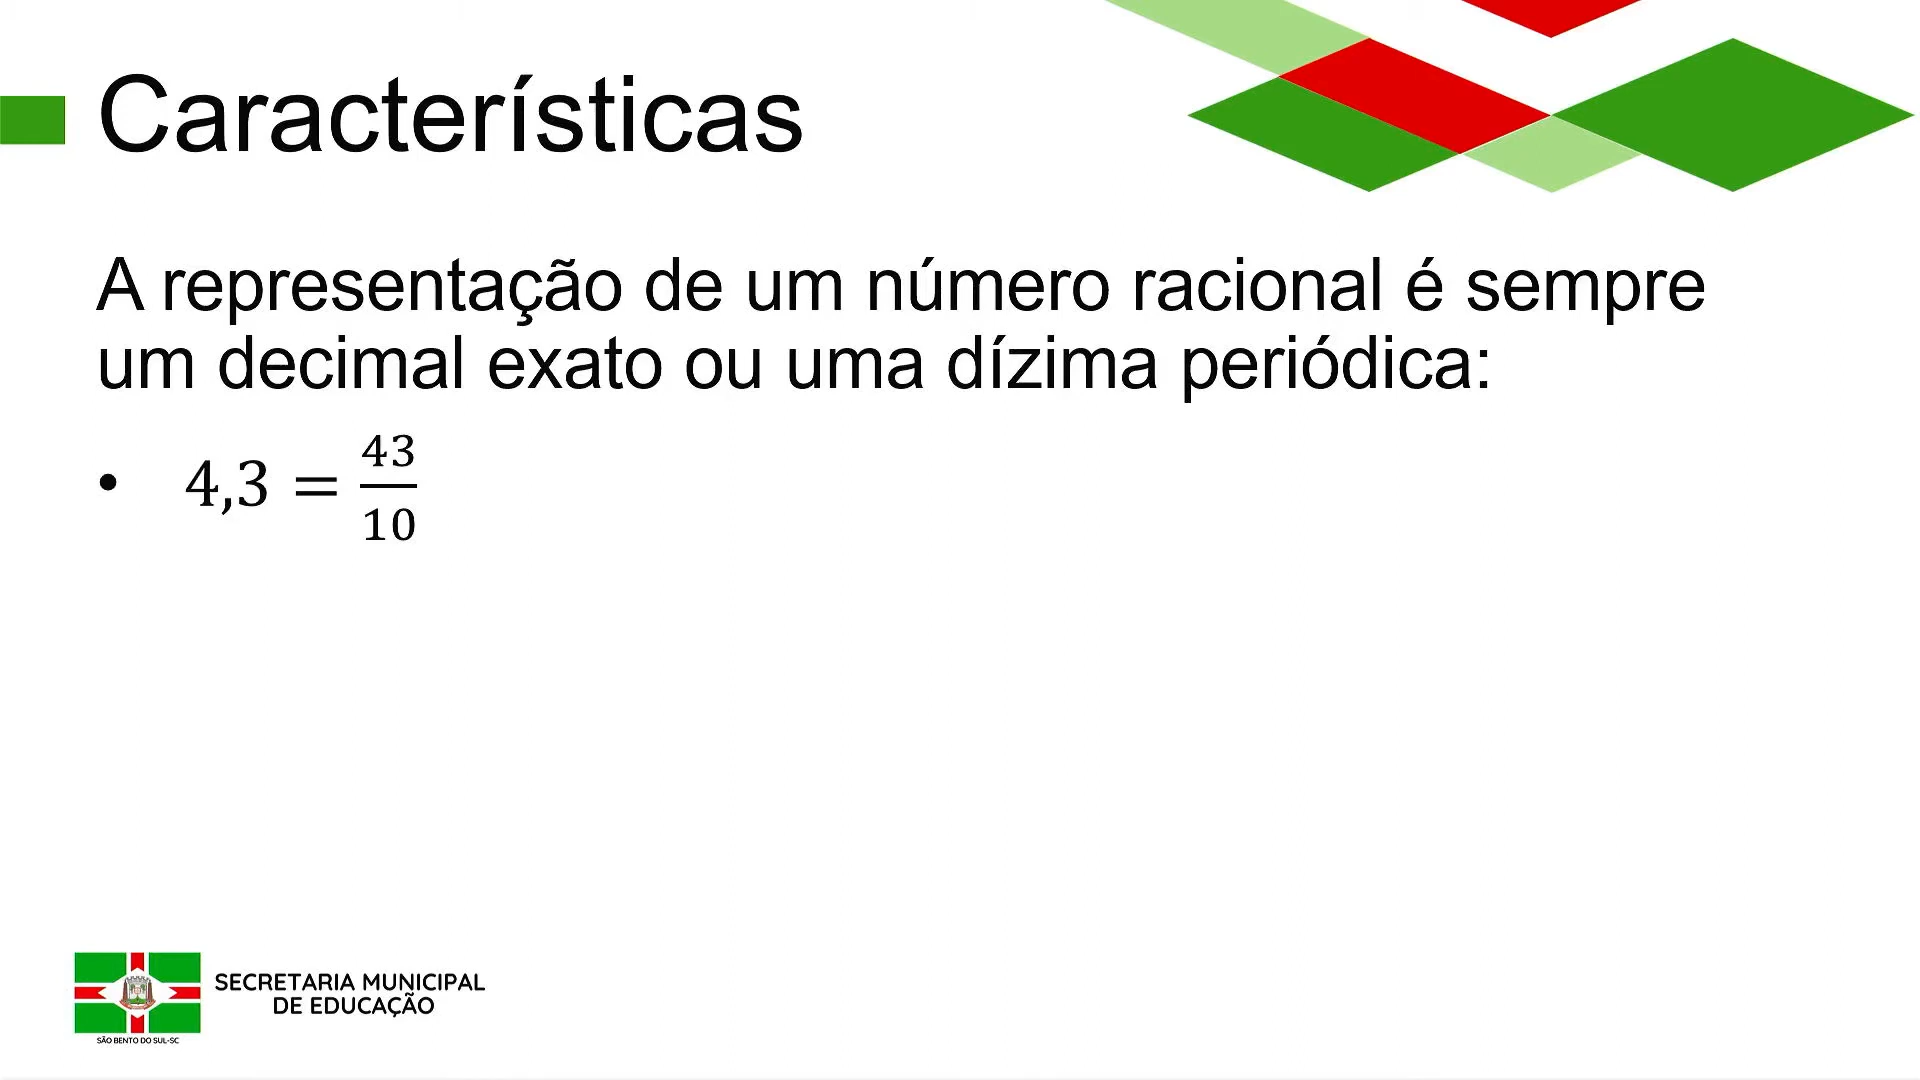 Características
A representação de um número racional é sempre
um decimal exato ou uma dízima periódica:
• 4,3 = 43/10
SECRETARIA MUNICIPAL
DE EDUCAÇÃO
SÃO BENTO DO SUL-SC